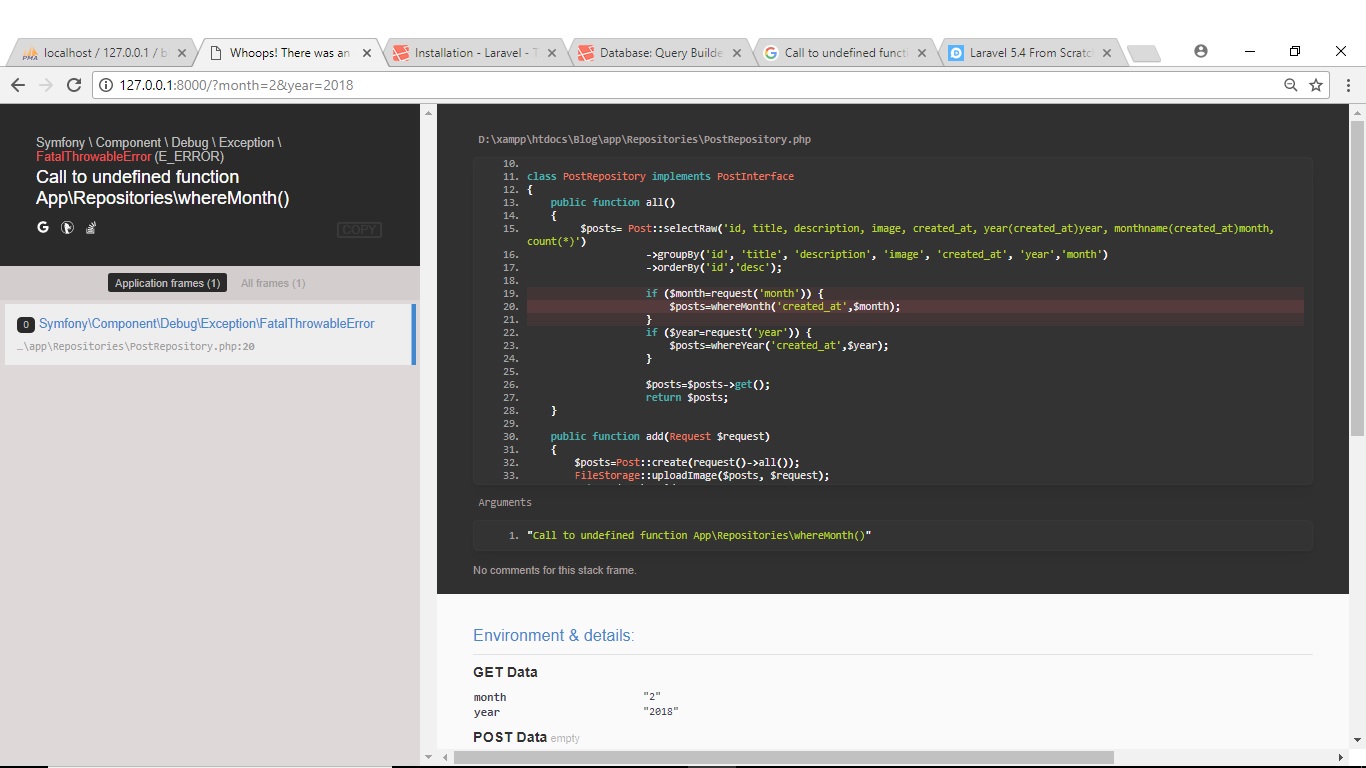 localhost / 127.0.0.1 / b
Whoops! There was an
Installation - Laravel - T
Database: Query Builde
Call to undefined functi
Laravel 5.4 From Scratc
127.0.0.1:8000/?month=2&year=2018
Symfony \ Component \ Debug \ Exception \
FatalThrowableError (E_ERROR)
Call to undefined function
App\Repositories\whereMonth()
COPY
Application frames (1)
All frames (1)
0 Symfony\Component\Debug\Exception\FatalThrowableError
…\app\Repositories\PostRepository.php:20
D:\xampp\htdocs\Blog\app\Repositories\PostRepository.php
10.
11. class PostRepository implements PostInterface
12. {
13. public function all()
14. {
15. $posts= Post::selectRaw('id, title, description, image, created_at, year(created_at)year, monthname(created_at)month,
count(*)')
16. ->groupBy('id', 'title', 'description', 'image', 'created_at', 'year','month')
17. ->orderBy('id','desc');
18.
19. if ($month=request('month')) {
20. $posts=whereMonth('created_at',$month);
21. }
22. if ($year=request('year')) {
23. $posts=whereYear('created_at',$year);
24. }
25.
26. $posts=$posts->get();
27. return $posts;
28. }
29.
30. public function add(Request $request)
31. {
32. $posts=Post::create(request()->all());
33. FileStorage::uploadImage($posts, $request);
Arguments
1. "Call to undefined function App\Repositories\whereMonth()"
No comments for this stack frame.
Environment & details:
GET Data
month "2"
year "2018"
POST Data empty